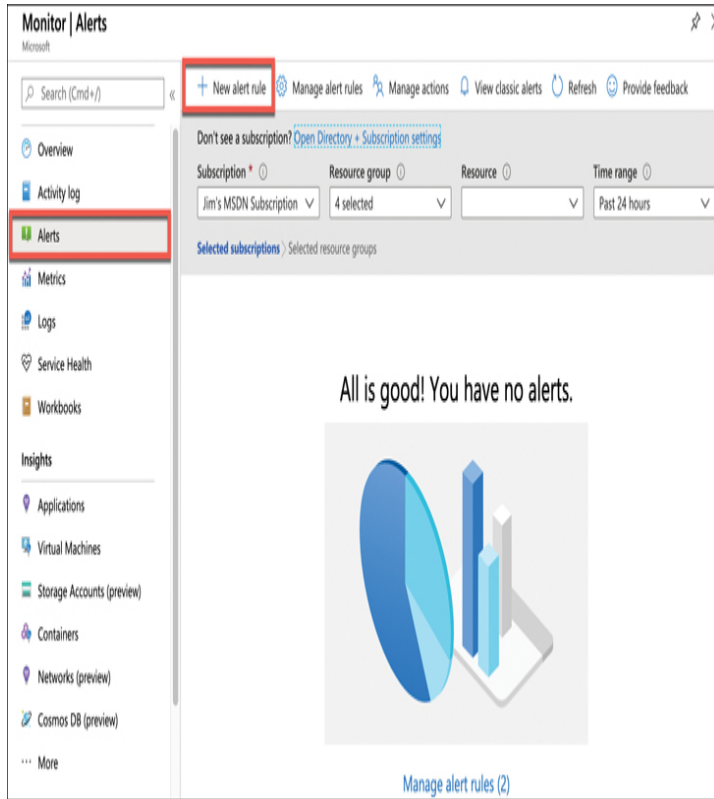 Monitor | Alerts
Microsoft
Search (Cmd+/)
«
Overview
Activity log
Alerts
Metrics
Logs
Service Health
Workbooks
Insights
Applications
Virtual Machines
Storage Accounts (preview)
Containers
Networks (preview)
Cosmos DB (preview)
··· More
+ New alert rule Manage alert rules Manage actions View classic alerts Refresh Provide feedback
Don't see a subscription? Open Directory + Subscription settings
Subscription * Resource group Resource Time range
Jim's MSDN Subscription 4 selected Past 24 hours
Selected subscriptions > Selected resource groups
All is good! You have no alerts.
Manage alert rules (2)